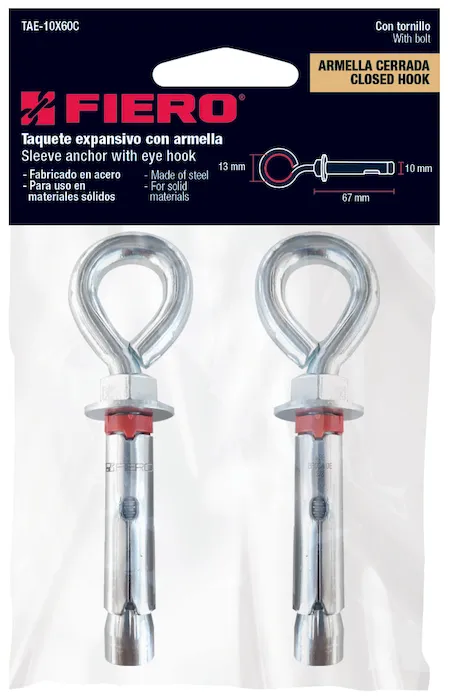 TAE-10X60C
Con tornillo
With bolt
ARMELLA CERRADA
CLOSED HOOK
FIERO®
Taquete expansivo con armella
Sleeve anchor with eye hook
- Fabricado en acero
- Para uso en
materiales sólidos
- Made of steel
- For solid
materials
13 mm
10 mm
67 mm
FIERO